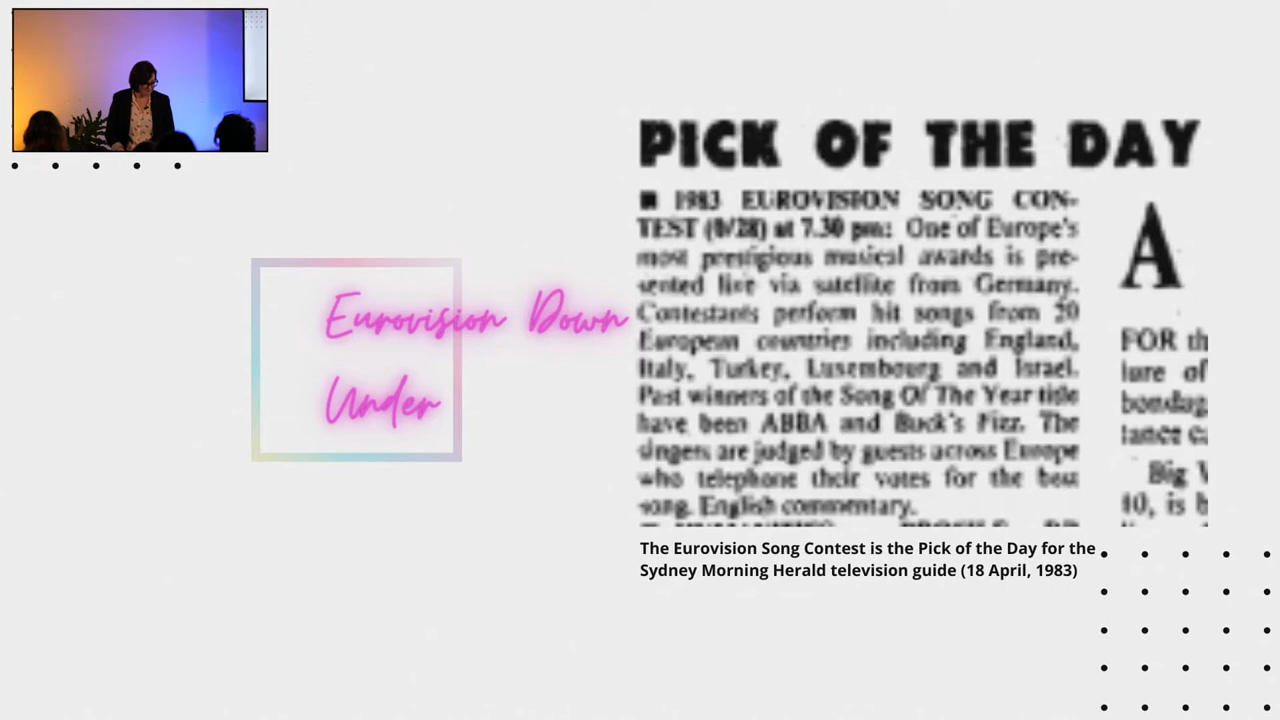 Eurovision Down
Under
PICK OF THE DAY
■ 1983 EUROVISION SONG CON-
TEST (0/28) at 7.30 pm: One of Europe's
most prestigious musical awards is pre-
sented live via satellite from Germany.
Contestants perform hit songs from 20
European countries including England,
Italy, Turkey, Luxembourg and Israel.
Past winners of the Song Of The Year title
have been ABBA and Buck's Fizz. The
singers are judged by guests across Europe
who telephone their votes for the best
song. English commentary.
A
FOR th
lure of
bondag
tance c
Big
10, is b
The Eurovision Song Contest is the Pick of the Day for the
Sydney Morning Herald television guide (18 April, 1983)